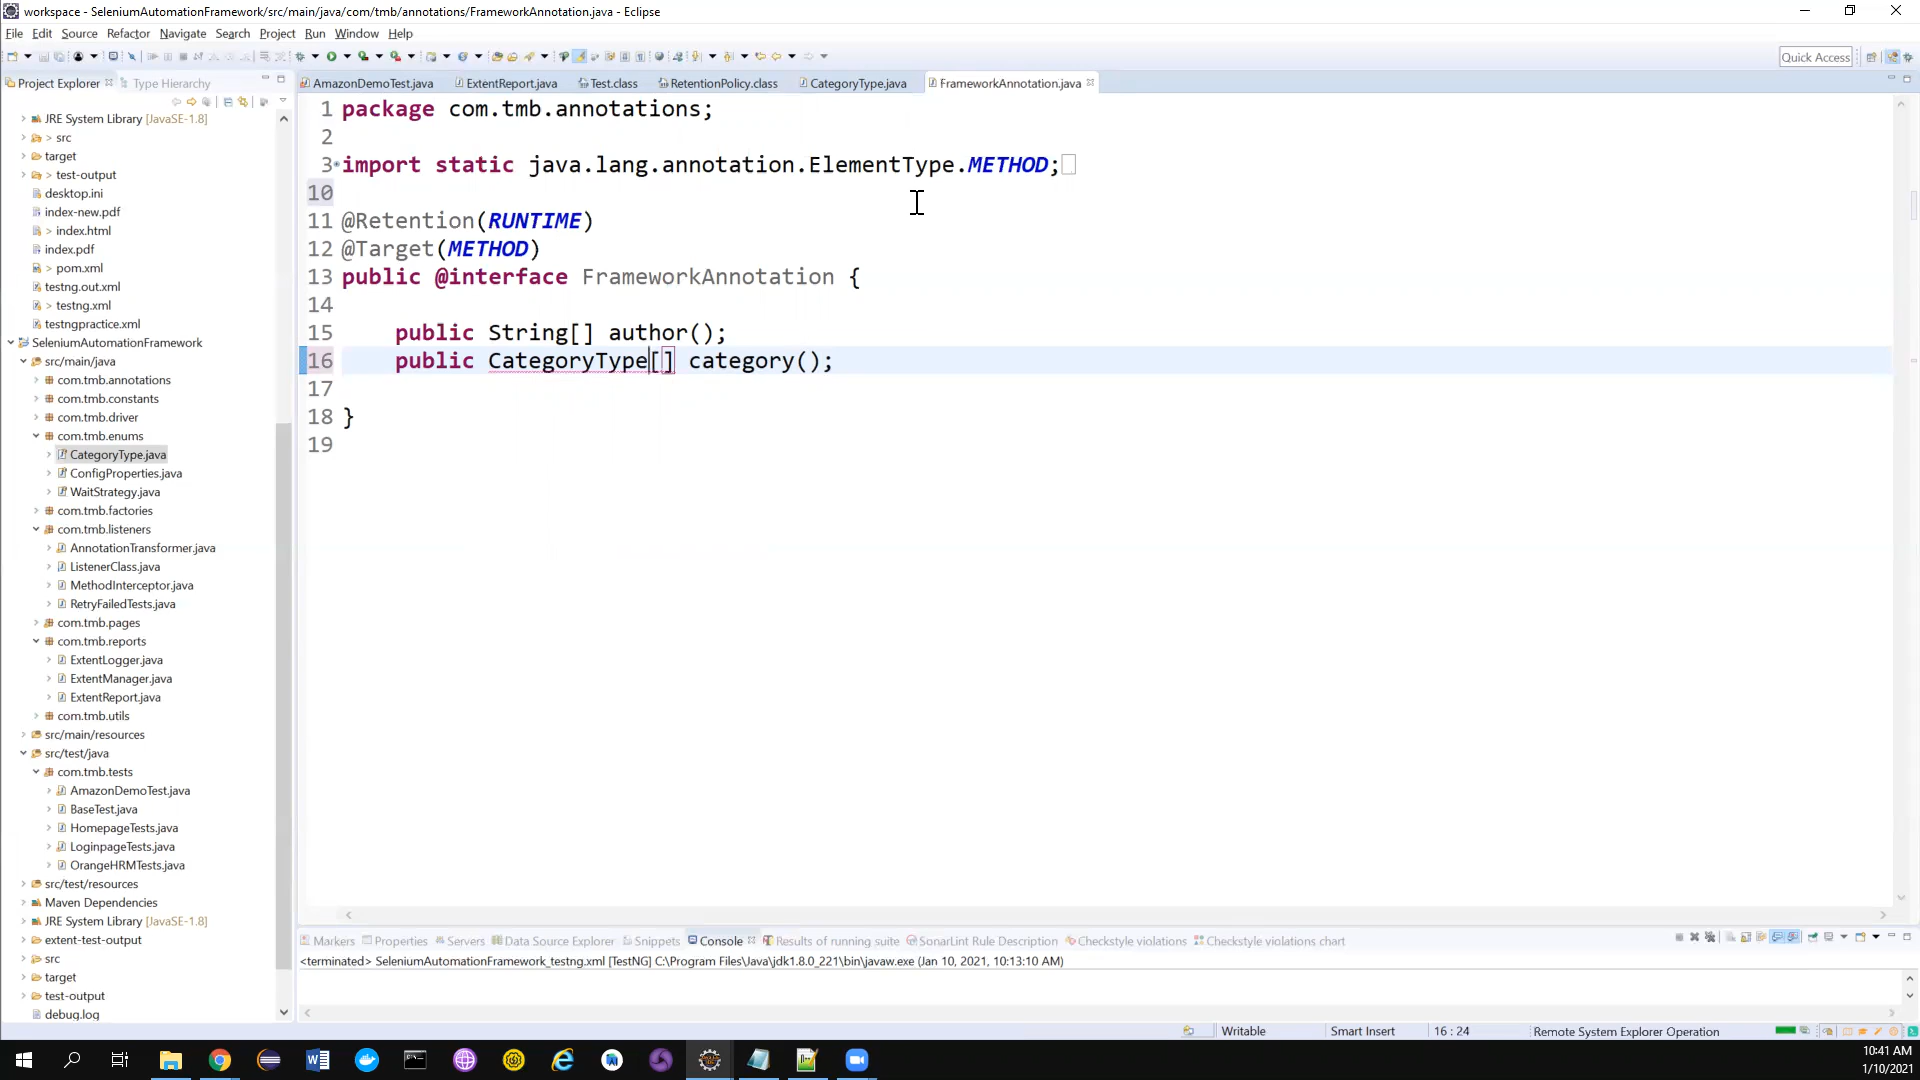 workspace - SeleniumAutomationFramework/src/main/java/com/tmb/annotations/FrameworkAnnotation.java - Eclipse
File Edit Source Refactor Navigate Search Project Run Window Help
Quick Access
Project Explorer Type Hierarchy
AmazonDemoTest.java ExtentReport.java Test.class RetentionPolicy.class CategoryType.java FrameworkAnnotation.java
JRE System Library [JavaSE-1.8]
> src
target
> test-output
desktop.ini
index-new.pdf
> index.html
index.pdf
> pom.xml
testng.out.xml
> testng.xml
testngpractice.xml
SeleniumAutomationFramework
src/main/java
com.tmb.annotations
com.tmb.constants
com.tmb.driver
com.tmb.enums
CategoryType.java
ConfigProperties.java
WaitStrategy.java
com.tmb.factories
com.tmb.listeners
AnnotationTransformer.java
ListenerClass.java
MethodInterceptor.java
RetryFailedTests.java
com.tmb.pages
com.tmb.reports
ExtentLogger.java
ExtentManager.java
ExtentReport.java
com.tmb.utils
src/main/resources
src/test/java
com.tmb.tests
AmazonDemoTest.java
BaseTest.java
HomepageTests.java
LoginpageTests.java
OrangeHRMTests.java
src/test/resources
Maven Dependencies
JRE System Library [JavaSE-1.8]
extent-test-output
src
target
test-output
debug.log
1 package com.tmb.annotations;
2
3 import static java.lang.annotation.ElementType.METHOD;
10
11 @Retention(RUNTIME)
12 @Target(METHOD)
13 public @interface FrameworkAnnotation {
14
15 public String[] author();
16 public CategoryType[] category();
17
18 }
19
Markers Properties Servers Data Source Explorer Snippets Console Results of running suite SonarLint Rule Description Checkstyle violations Checkstyle violations chart
<terminated> SeleniumAutomationFramework_testng.xml [TestNG] C:\Program Files\Java\jdk1.8.0_221\bin\javaw.exe (Jan 10, 2021, 10:13:10 AM)
Writable Smart Insert 16 : 24 Remote System Explorer Operation
10:41 AM
1/10/2021